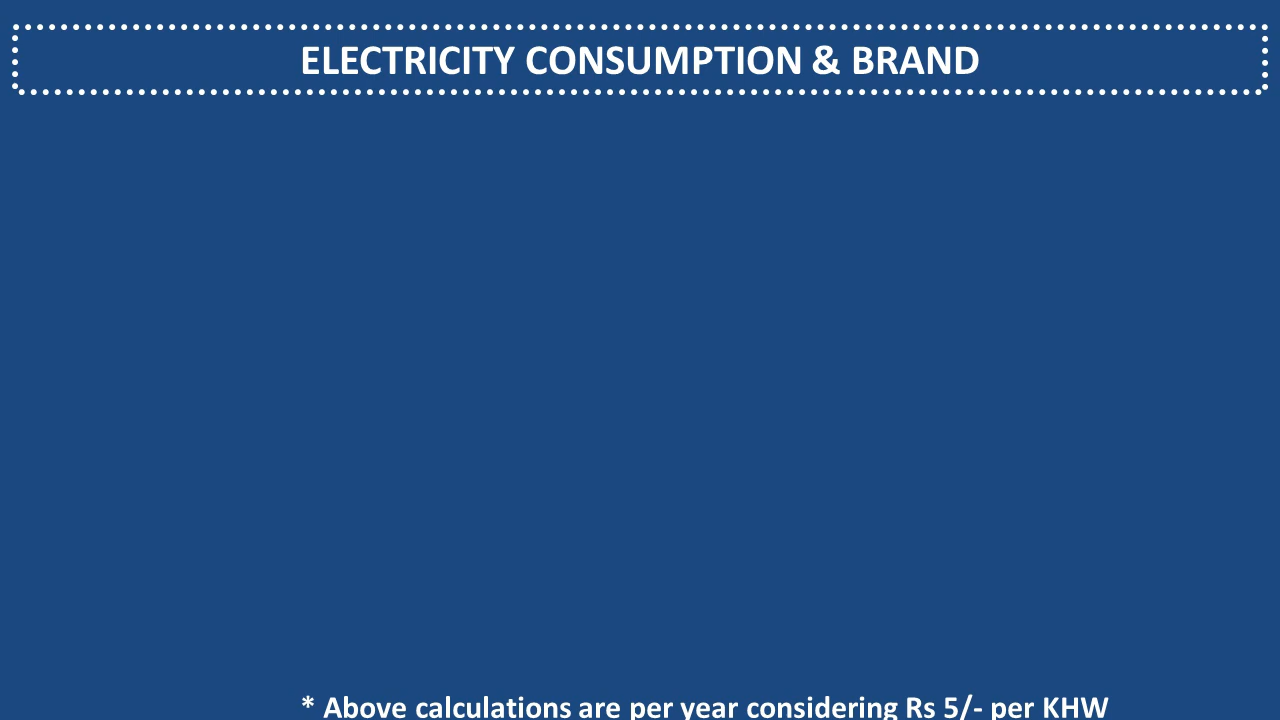 ELECTRICITY CONSUMPTION & BRAND
* Above calculations are per year considering Rs 5/- per KHW